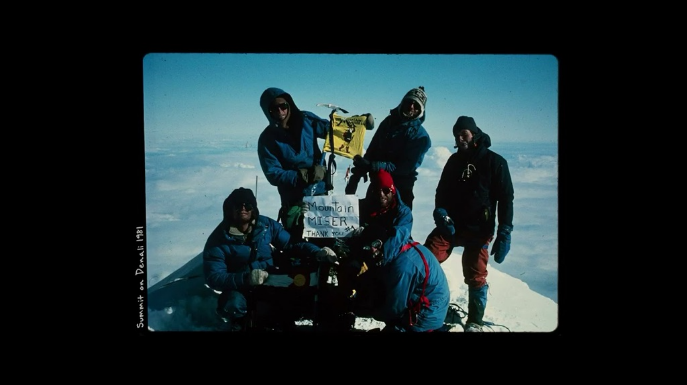 Summit on Denali 1981
MounTain
MISER
THANK YOU